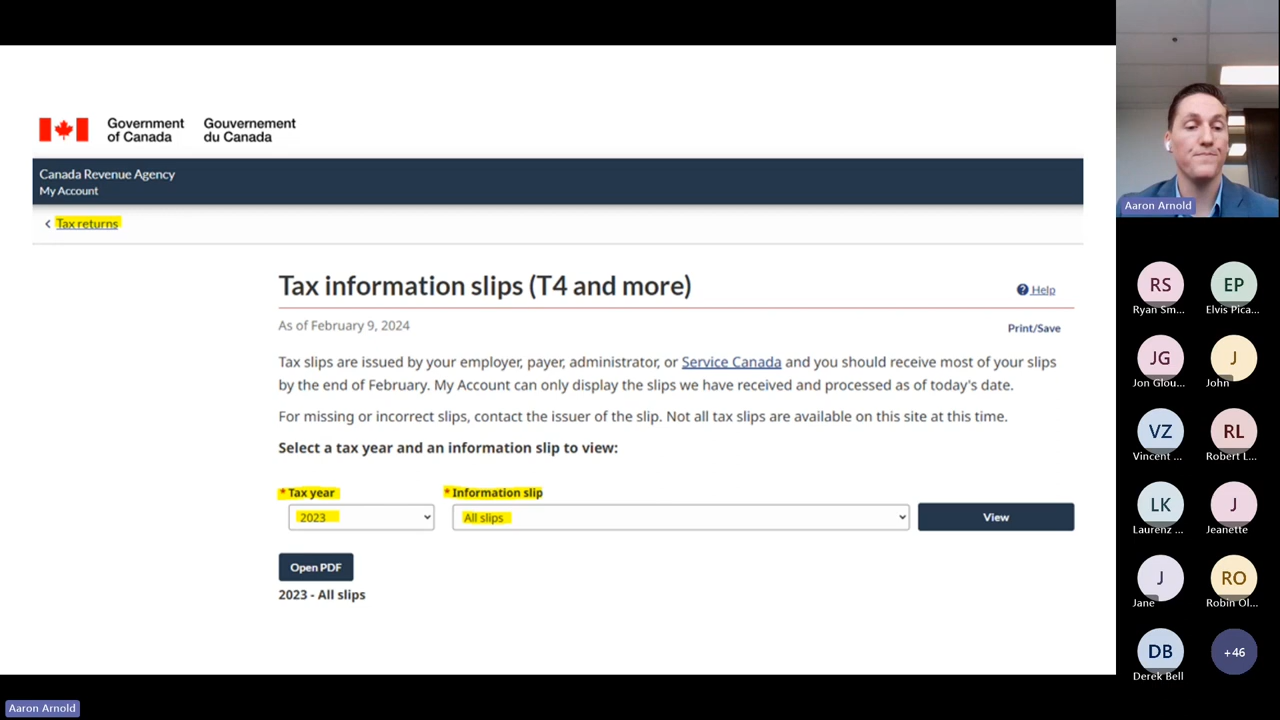 Government of Canada
Gouvernement du Canada
Canada Revenue Agency
My Account
Tax returns
Tax information slips (T4 and more)
Help
As of February 9, 2024
Print/Save
Tax slips are issued by your employer, payer, administrator, or Service Canada and you should receive most of your slips
by the end of February. My Account can only display the slips we have received and processed as of today's date.
For missing or incorrect slips, contact the issuer of the slip. Not all tax slips are available on this site at this time.
Select a tax year and an information slip to view:
* Tax year
* Information slip
2023
All slips
View
Open PDF
2023 - All slips
Aaron Arnold
RS
EP
Ryan Sm...
Elvis Pica...
JG
J
Jon Glou...
John
VZ
RL
Vincent ...
Robert L...
LK
J
Laurenz ...
Jeanette
J
RO
Jane
Robin Ol...
DB
+46
Derek Bell
Aaron Arnold